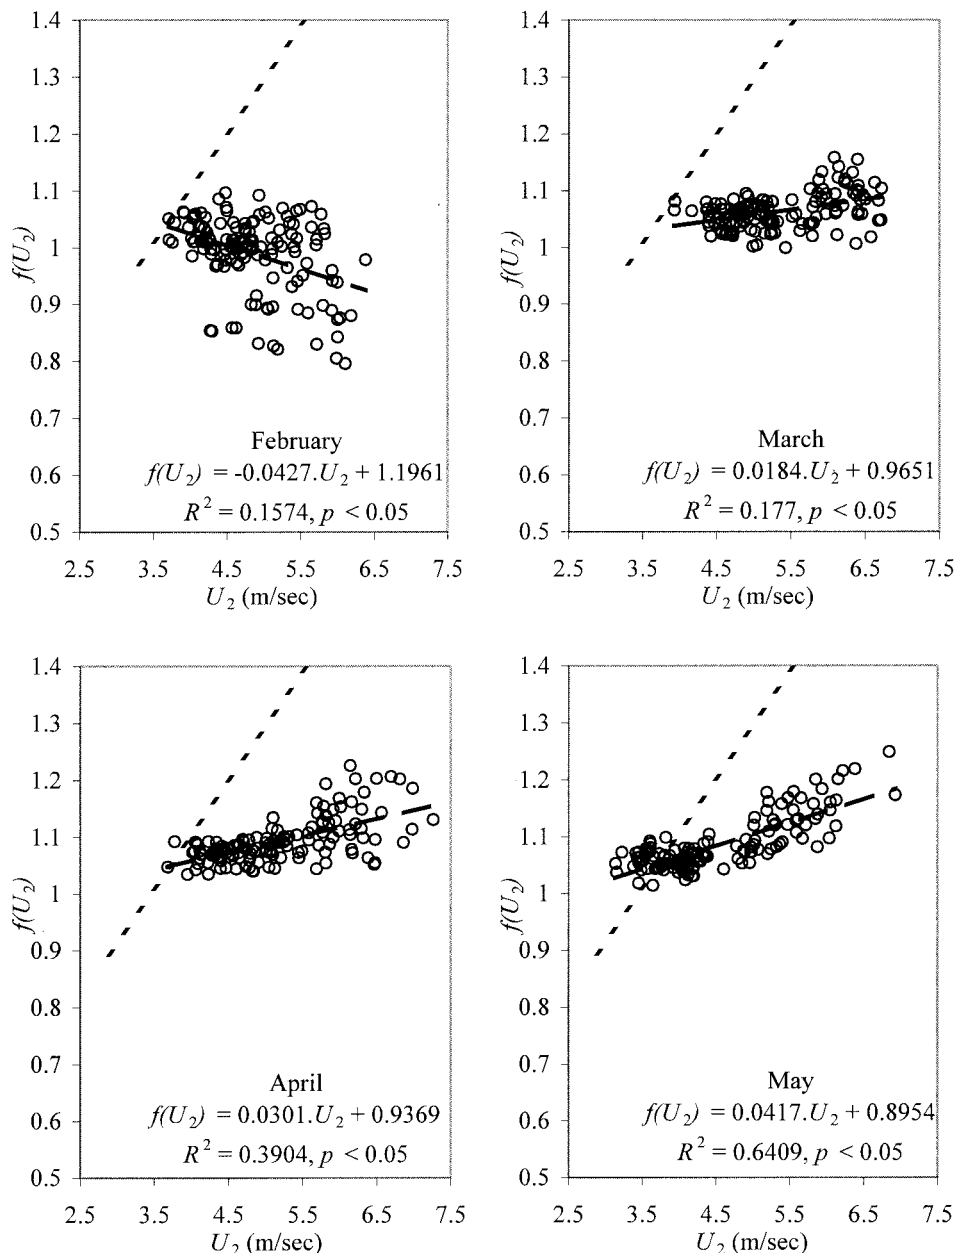 1.4
1.3
1.2
1.1
1
0.9
0.8
0.7
0.6
0.5
f(U₂)
February
f(U₂) = -0.0427.U₂ + 1.1961
R² = 0.1574, p < 0.05
2.5 3.5 4.5 5.5 6.5 7.5
U₂ (m/sec)
1.4
1.3
1.2
1.1
1
0.9
0.8
0.7
0.6
0.5
f(U₂)
March
f(U₂) = 0.0184.U₂ + 0.9651
R² = 0.177, p < 0.05
2.5 3.5 4.5 5.5 6.5 7.5
U₂ (m/sec)
1.4
1.3
1.2
1.1
1
0.9
0.8
0.7
0.6
0.5
f(U₂)
April
f(U₂) = 0.0301.U₂ + 0.9369
R² = 0.3904, p < 0.05
2.5 3.5 4.5 5.5 6.5 7.5
U₂ (m/sec)
1.4
1.3
1.2
1.1
1
0.9
0.8
0.7
0.6
0.5
f(U₂)
May
f(U₂) = 0.0417.U₂ + 0.8954
R² = 0.6409, p < 0.05
2.5 3.5 4.5 5.5 6.5 7.5
U₂ (m/sec)